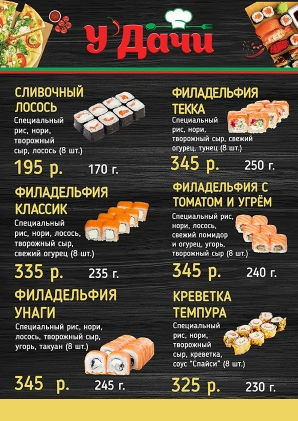 У Дачи
СЛИВОЧНЫЙ
ЛОСОСЬ
Специальный
рис, нори,
творожный
сыр, лосось (8 шт.)
195 р. 170 г.
ФИЛАДЕЛЬФИЯ
ТЕККА
Специальный
рис, нори,
творожный
сыр, свежий
огурец, тунец (8 шт.)
345 р. 250 г.
ФИЛАДЕЛЬФИЯ
КЛАССИК
Специальный
рис, нори, лосось,
творожный сыр,
свежий огурец (8 шт.)
335 р. 235 г.
ФИЛАДЕЛЬФИЯ С
ТОМАТОМ И УГРЁМ
Специальный рис,
нори, лосось,
свежий помидор
и огурец, угорь,
творожный сыр
(8 шт.)
345 р. 240 г.
ФИЛАДЕЛЬФИЯ
УНАГИ
Специальный рис, нори,
лосось, творожный сыр,
угорь, такуан (8 шт.)
345 р. 245 г.
КРЕВЕТКА
ТЕМПУРА
Специальный
рис, нори,
творожный
сыр, креветка,
соус "Спайси" (8 шт.)
325 р. 230 г.